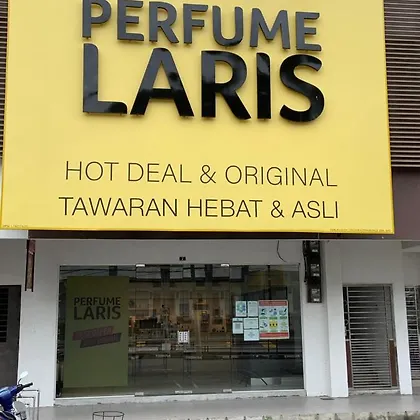 PERFUME
LARIS
HOT DEAL & ORIGINAL
TAWARAN HEBAT & ASLI
PERFUME
LARIS